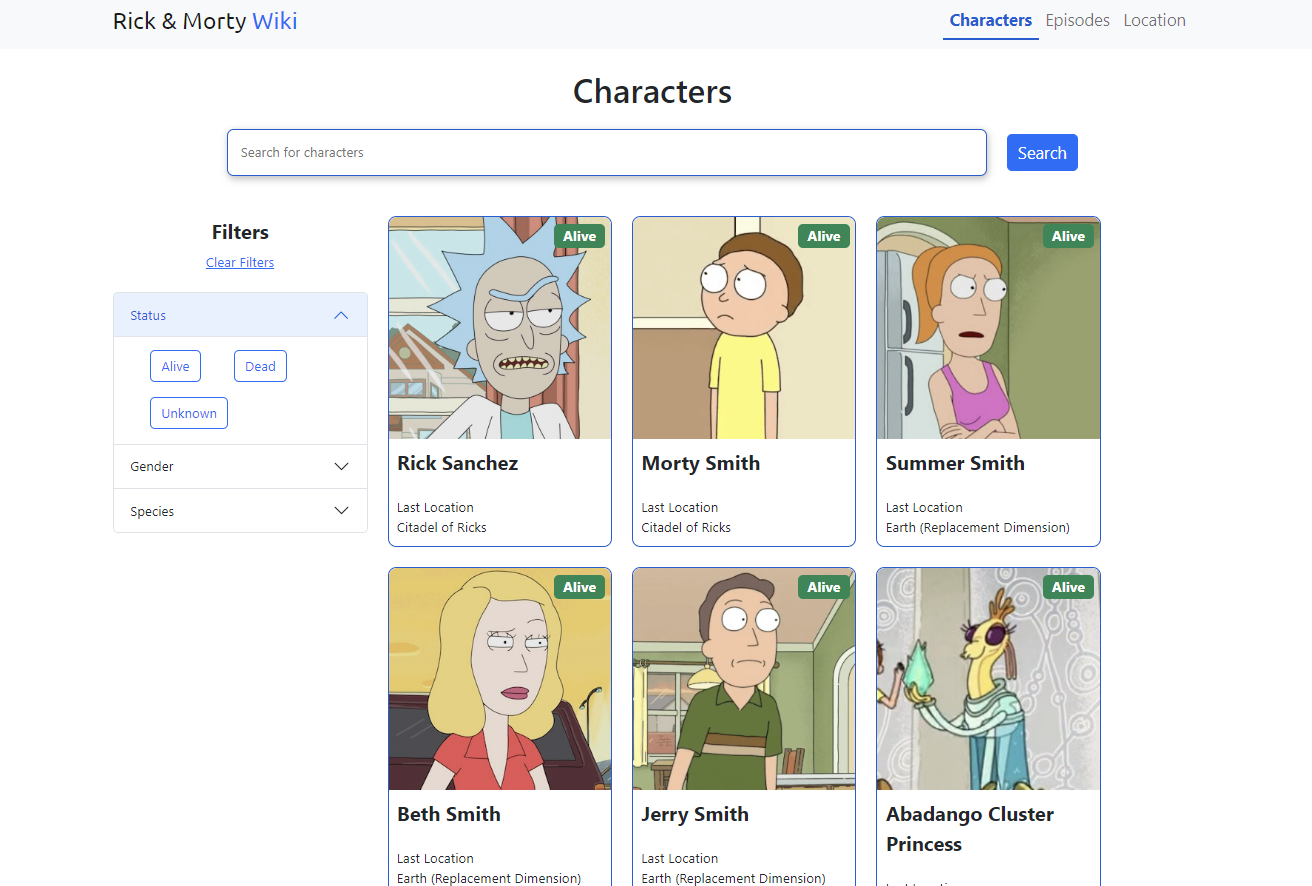 Rick & Morty Wiki
Characters Episodes Location
Characters
Search for characters
Search
Filters
Clear Filters
Status
Alive Dead
Unknown
Gender
Species
Alive
Rick Sanchez
Last Location
Citadel of Ricks
Alive
Morty Smith
Last Location
Citadel of Ricks
Alive
Summer Smith
Last Location
Earth (Replacement Dimension)
Alive
Beth Smith
Last Location
Earth (Replacement Dimension)
Alive
Jerry Smith
Last Location
Earth (Replacement Dimension)
Alive
Abadango Cluster
Princess